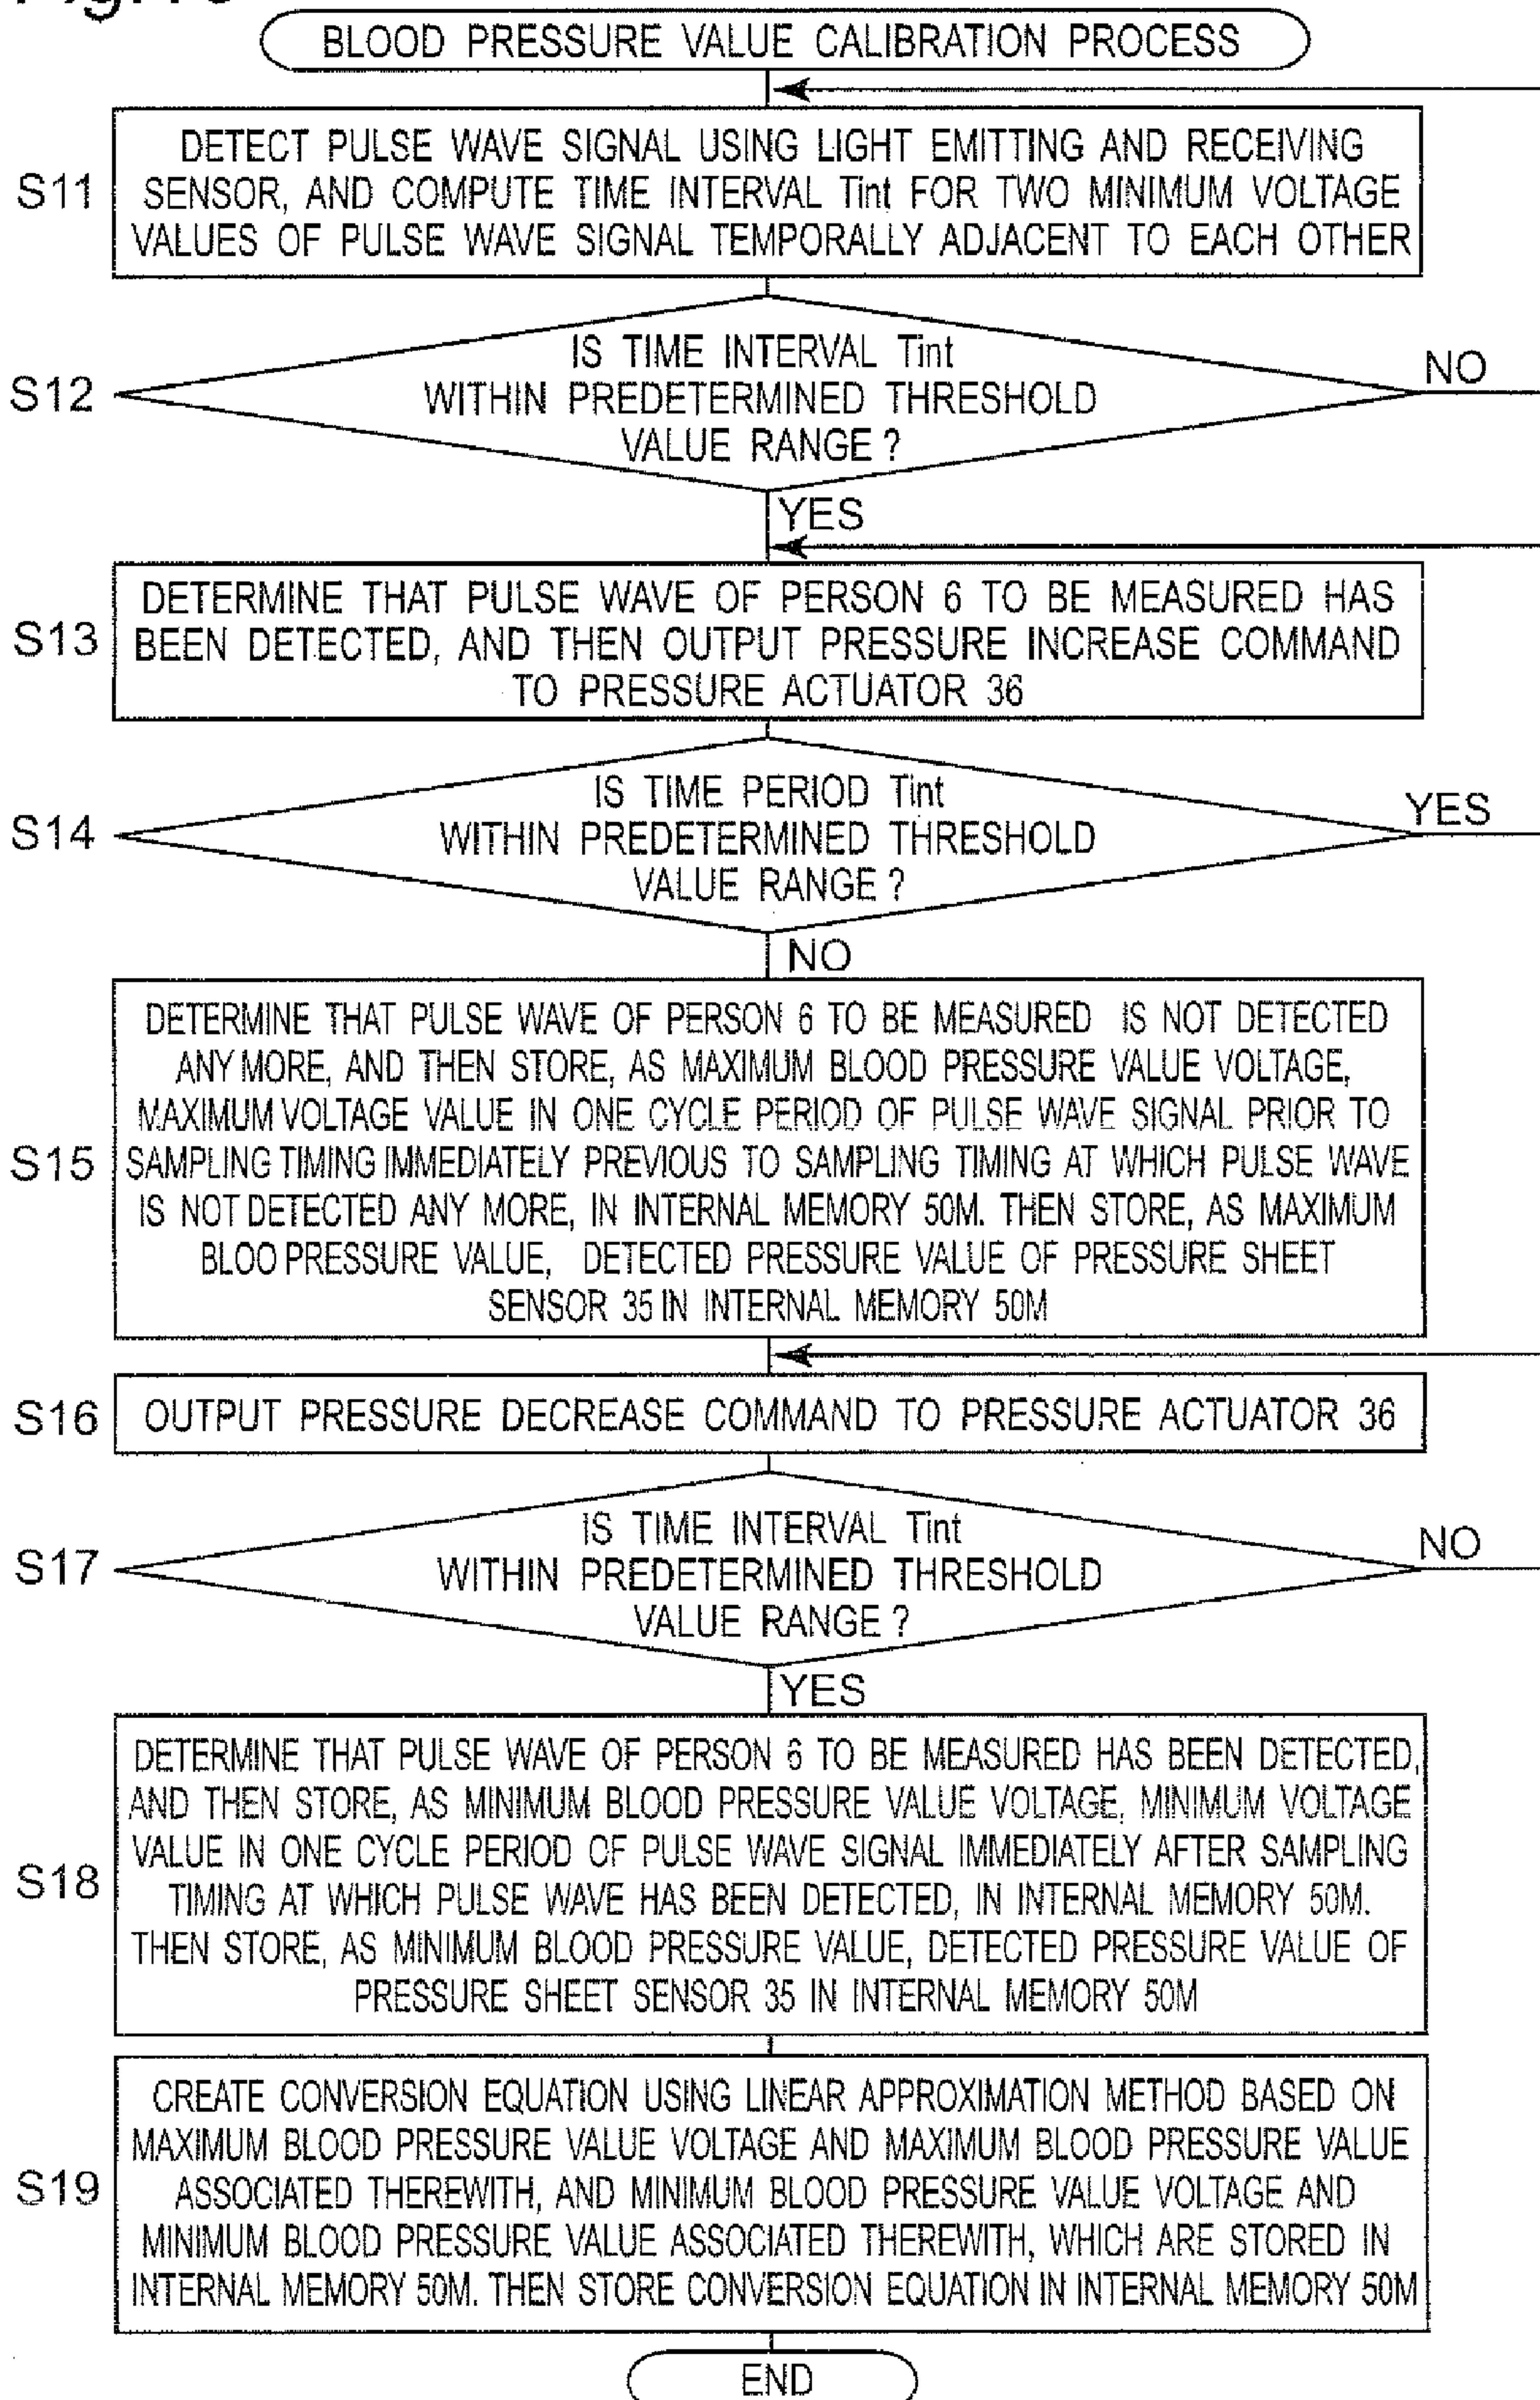 BLOOD PRESSURE VALUE CALIBRATION PROCESS
S11
DETECT PULSE WAVE SIGNAL USING LIGHT EMITTING AND RECEIVING
SENSOR, AND COMPUTE TIME INTERVAL Tint FOR TWO MINIMUM VOLTAGE
VALUES OF PULSE WAVE SIGNAL TEMPORALLY ADJACENT TO EACH OTHER
S12
IS TIME INTERVAL Tint
WITHIN PREDETERMINED THRESHOLD
VALUE RANGE ?
NO
YES
S13
DETERMINE THAT PULSE WAVE OF PERSON 6 TO BE MEASURED HAS
BEEN DETECTED, AND THEN OUTPUT PRESSURE INCREASE COMMAND
TO PRESSURE ACTUATOR 36
S14
IS TIME PERIOD Tint
WITHIN PREDETERMINED THRESHOLD
VALUE RANGE ?
YES
NO
S15
DETERMINE THAT PULSE WAVE OF PERSON 6 TO BE MEASURED IS NOT DETECTED
ANY MORE, AND THEN STORE, AS MAXIMUM BLOOD PRESSURE VALUE VOLTAGE,
MAXIMUM VOLTAGE VALUE IN ONE CYCLE PERIOD OF PULSE WAVE SIGNAL PRIOR TO
SAMPLING TIMING IMMEDIATELY PREVIOUS TO SAMPLING TIMING AT WHICH PULSE WAVE
IS NOT DETECTED ANY MORE, IN INTERNAL MEMORY 50M. THEN STORE, AS MAXIMUM
BLOO PRESSURE VALUE, DETECTED PRESSURE VALUE OF PRESSURE SHEET
SENSOR 35 IN INTERNAL MEMORY 50M
S16
OUTPUT PRESSURE DECREASE COMMAND TO PRESSURE ACTUATOR 36
S17
IS TIME INTERVAL Tint
WITHIN PREDETERMINED THRESHOLD
VALUE RANGE ?
NO
YES
S18
DETERMINE THAT PULSE WAVE OF PERSON 6 TO BE MEASURED HAS BEEN DETECTED,
AND THEN STORE, AS MINIMUM BLOOD PRESSURE VALUE VOLTAGE, MINIMUM VOLTAGE
VALUE IN ONE CYCLE PERIOD OF PULSE WAVE SIGNAL IMMEDIATELY AFTER SAMPLING
TIMING AT WHICH PULSE WAVE HAS BEEN DETECTED, IN INTERNAL MEMORY 50M.
THEN STORE, AS MINIMUM BLOOD PRESSURE VALUE, DETECTED PRESSURE VALUE OF
PRESSURE SHEET SENSOR 35 IN INTERNAL MEMORY 50M
S19
CREATE CONVERSION EQUATION USING LINEAR APPROXIMATION METHOD BASED ON
MAXIMUM BLOOD PRESSURE VALUE VOLTAGE AND MAXIMUM BLOOD PRESSURE VALUE
ASSOCIATED THEREWITH, AND MINIMUM BLOOD PRESSURE VALUE VOLTAGE AND
MINIMUM BLOOD PRESSURE VALUE ASSOCIATED THEREWITH, WHICH ARE STORED IN
INTERNAL MEMORY 50M. THEN STORE CONVERSION EQUATION IN INTERNAL MEMORY 50M
END